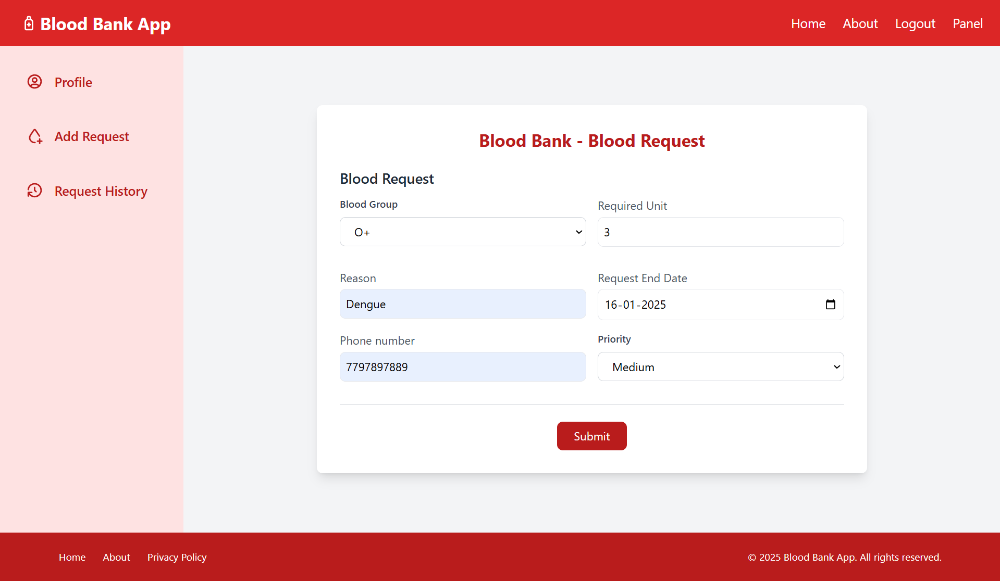 Blood Bank App
Home About Logout Panel
Profile
Add Request
Request History
Blood Bank - Blood Request
Blood Request
Blood Group
Required Unit
O+
3
Reason
Request End Date
Dengue
16-01-2025
Phone number
Priority
7797897889
Medium
Submit
Home About Privacy Policy
© 2025 Blood Bank App. All rights reserved.